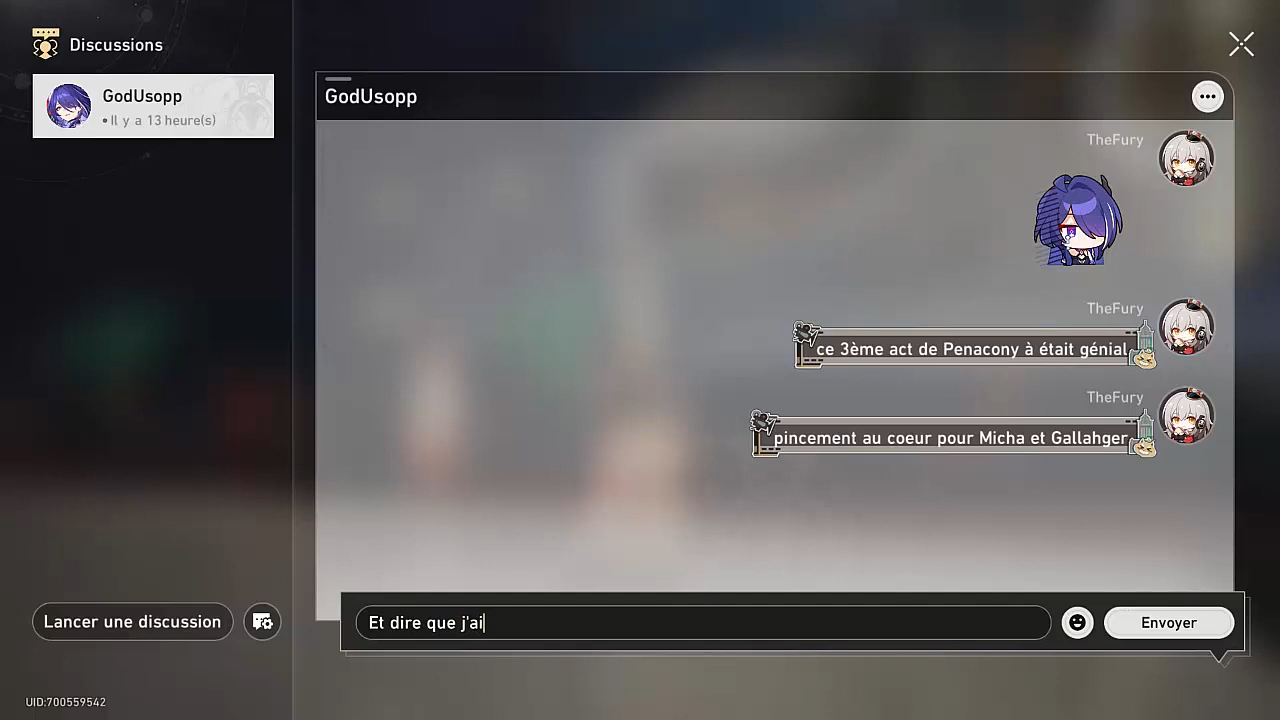 Discussions
GodUsopp
• Il y a 13 heure(s)
GodUsopp
TheFury
TheFury
ce 3ème act de Penacony à était génial
TheFury
pincement au coeur pour Micha et Gallahger
Et dire que j'ai
Envoyer
Lancer une discussion
UID:700559542